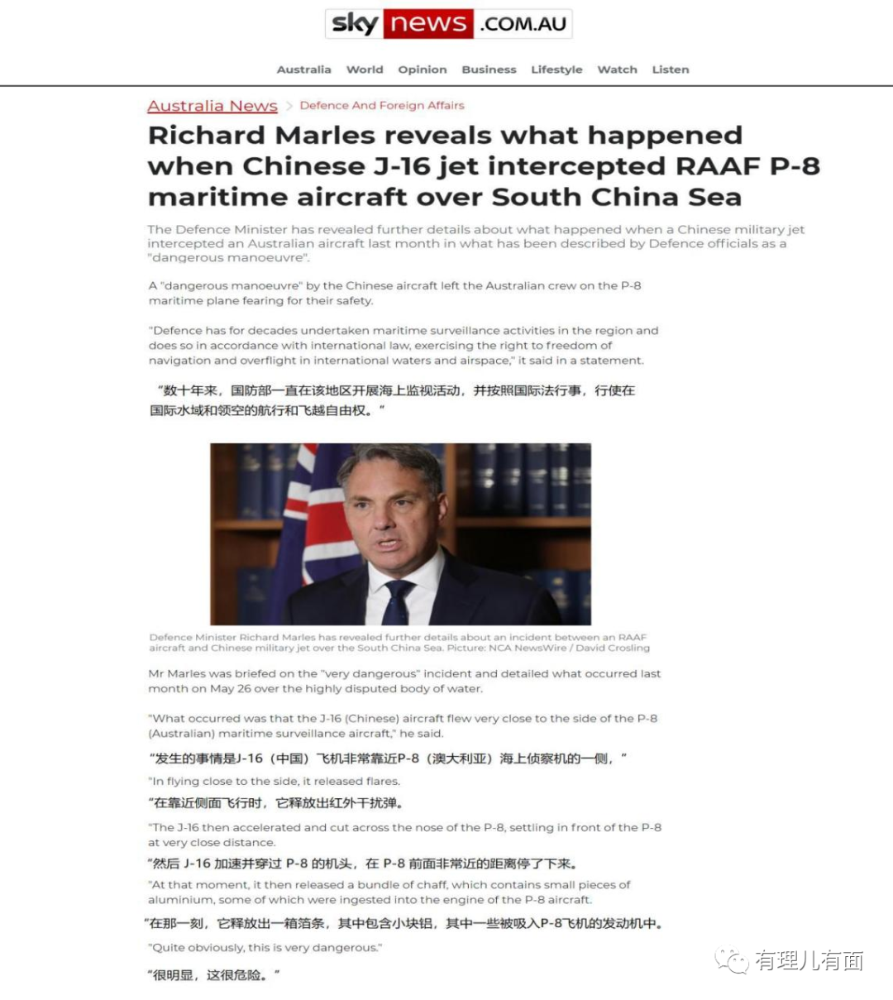 sky news .COM.AU
Australia World Opinion Business Lifestyle Watch Listen
Australia News > Defence And Foreign Affairs
Richard Marles reveals what happened
when Chinese J-16 jet intercepted RAAF P-8
maritime aircraft over South China Sea
The Defence Minister has revealed further details about what happened when a Chinese military jet
intercepted an Australian aircraft last month in what has been described by Defence officials as a
"dangerous manoeuvre".
A "dangerous manoeuvre" by the Chinese aircraft left the Australian crew on the P-8
maritime plane fearing for their safety.
"Defence has for decades undertaken maritime surveillance activities in the region and
does so in accordance with international law, exercising the right to freedom of
navigation and overflight in international waters and airspace," it said in a statement.
“数十年来，国防部一直在该地区开展海上监视活动，并按照国际法行事，行使在
国际水域和领空的航行和飞越自由权。“
Defence Minister Richard Marles has revealed further details about an incident between an RAAF
aircraft and Chinese military jet over the South China Sea. Picture: NCA NewsWire / David Crosling
Mr Marles was briefed on the "very dangerous" incident and detailed what occurred last
month on May 26 over the highly disputed body of water.
"What occurred was that the J-16 (Chinese) aircraft flew very close to the side of the P-8
(Australian) maritime surveillance aircraft," he said.
“发生的事情是J-16（中国）飞机非常靠近P-8（澳大利亚）海上侦察机的一侧，”
"In flying close to the side, it released flares.
“在靠近侧面飞行时，它释放出红外干扰弹。
"The J-16 then accelerated and cut across the nose of the P-8, settling in front of the P-8
at very close distance.
“然后 J-16 加速并穿过 P-8 的机头，在 P-8 前面非常近的距离停了下来。
"At that moment, it then released a bundle of chaff, which contains small pieces of
aluminium, some of which were ingested into the engine of the P-8 aircraft.
“在那一刻，它释放出一箱箔条，其中包含小块铝，其中一些被吸入P-8飞机的发动机中。
"Quite obviously, this is very dangerous."
“很明显，这很危险。”
有理儿有面